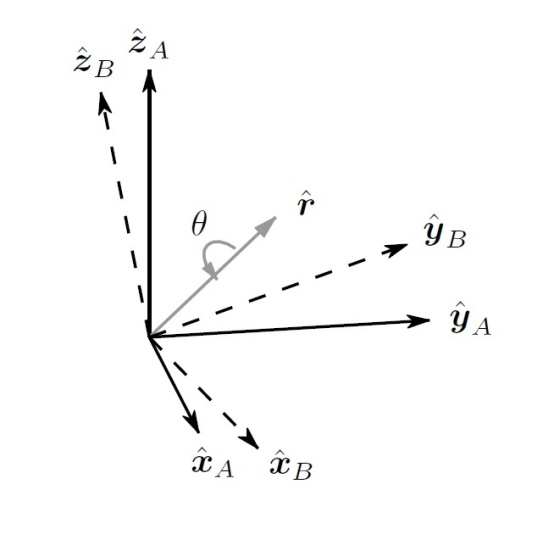 ẑ_A
ẑ_B
θ
r̂
ŷ_B
ŷ_A
x̂_A
x̂_B